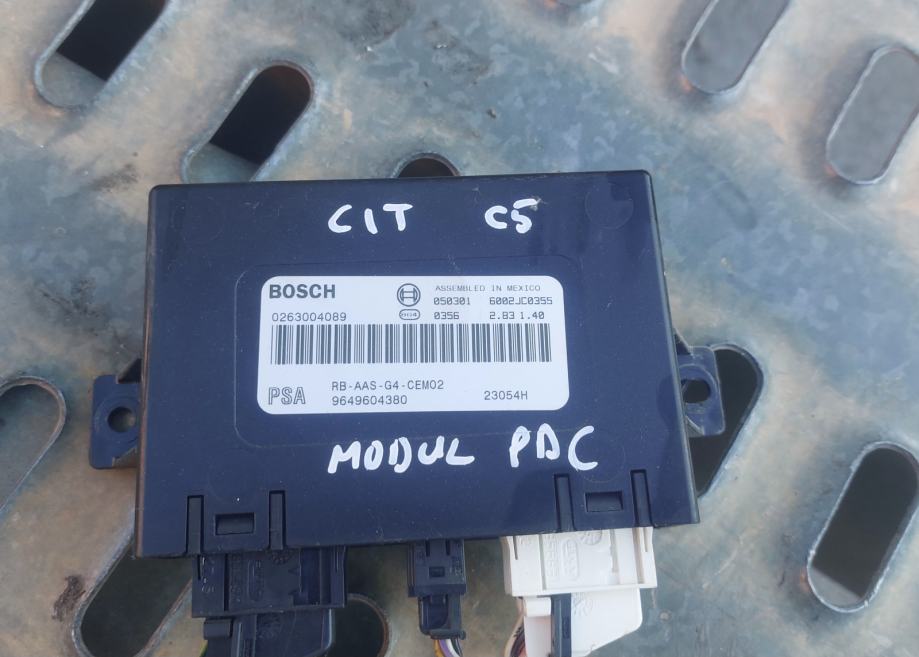 CIT C5
BOSCH
ASSEMBLED IN MEXICO
050301 6002JC0355
0263004089
0356 2.83 1.40
RB-AAS-G4-CEM02
PSA 9649604380 23054H
MODUL PDC